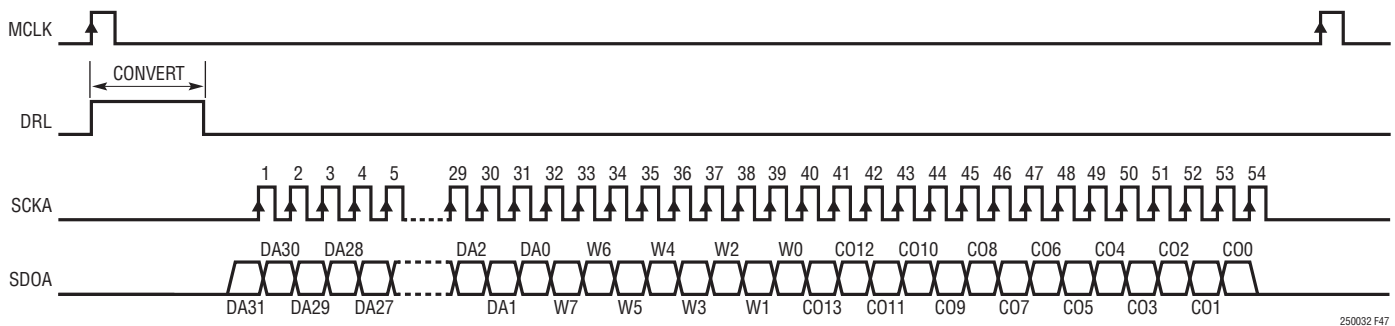 MCLK
CONVERT
DRL
1 2 3 4 5 29 30 31 32 33 34 35 36 37 38 39 40 41 42 43 44 45 46 47 48 49 50 51 52 53 54
SCKA
DA30 DA28 DA2 DA0 W6 W4 W2 W0 CO12 CO10 CO8 CO6 CO4 CO2 CO0
SDOA
DA31 DA29 DA27 DA1 W7 W5 W3 W1 CO13 CO11 CO9 CO7 CO5 CO3 CO1
250032 F47